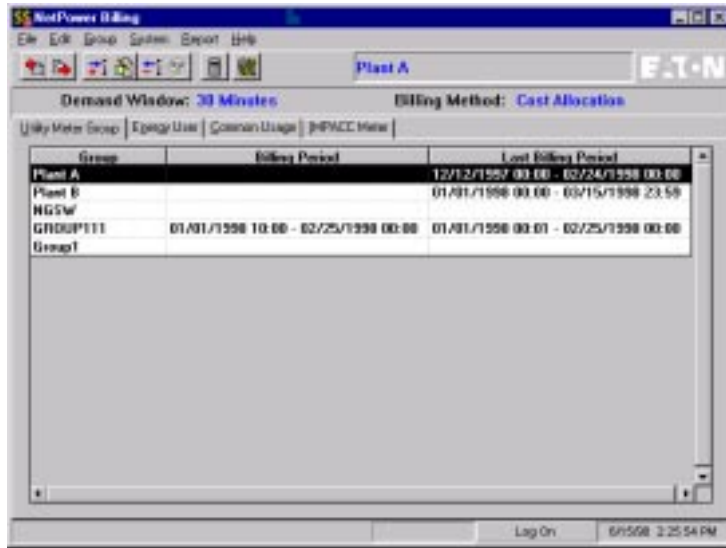 NetPower Billing
File Edit Group System Report Help
Plant A
EATON
Demand Window: 30 Minutes Billing Method: Cost Allocation
Utility Meter Group Energy User Common Usage IMPACC Meter
Group Billing Period Last Billing Period
Plant A 12/12/1997 00:00 - 02/24/1998 00:00
Plant B 01/01/1998 00:00 - 03/15/1998 23:59
NGSW
GROUP111 01/01/1998 10:00 - 02/25/1998 00:00 01/01/1998 00:01 - 02/25/1998 00:00
Group1
Log On 6/15/98 2:25:54 PM